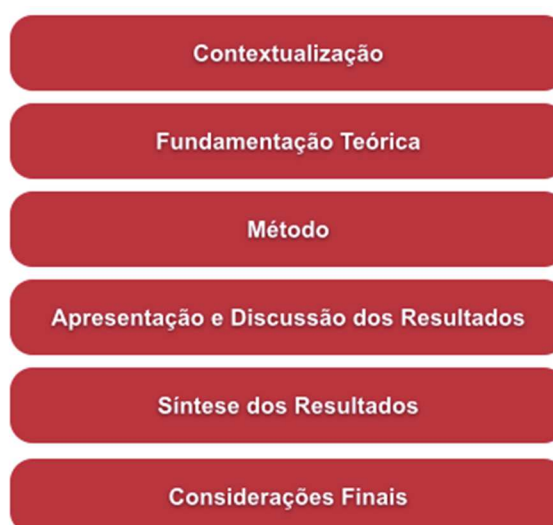 Contextualização
Fundamentação Teórica
Método
Apresentação e Discussão dos Resultados
Síntese dos Resultados
Considerações Finais